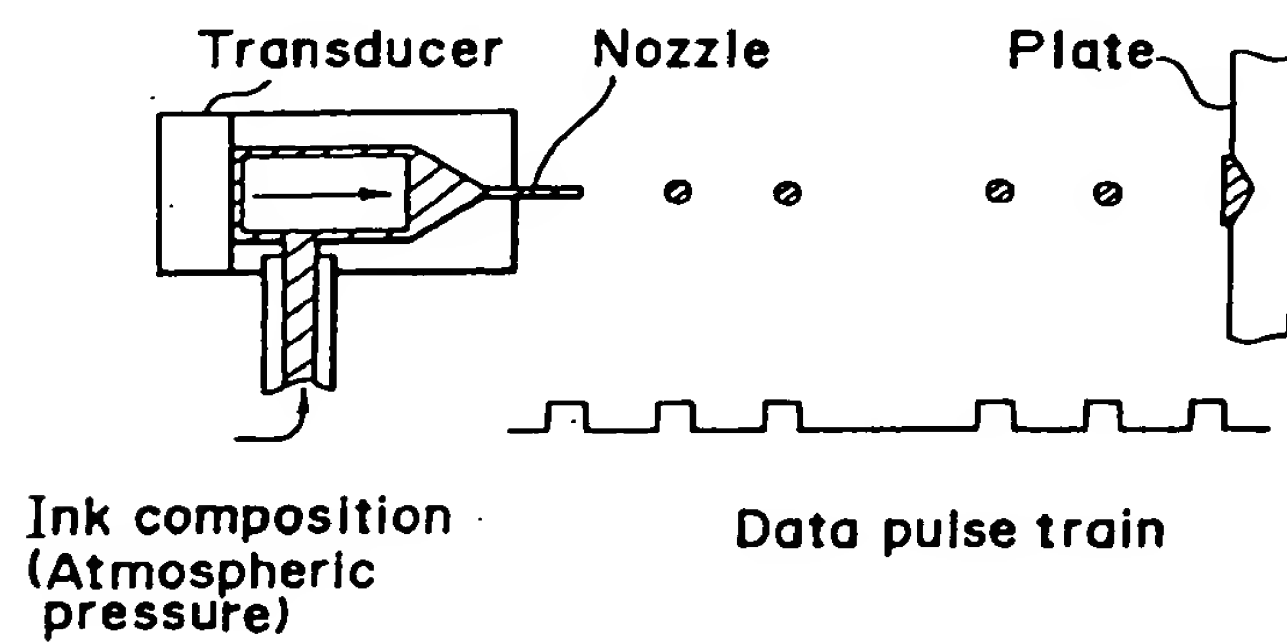 Transducer
Nozzle
Plate
Ink composition
(Atmospheric
pressure)
Data pulse train